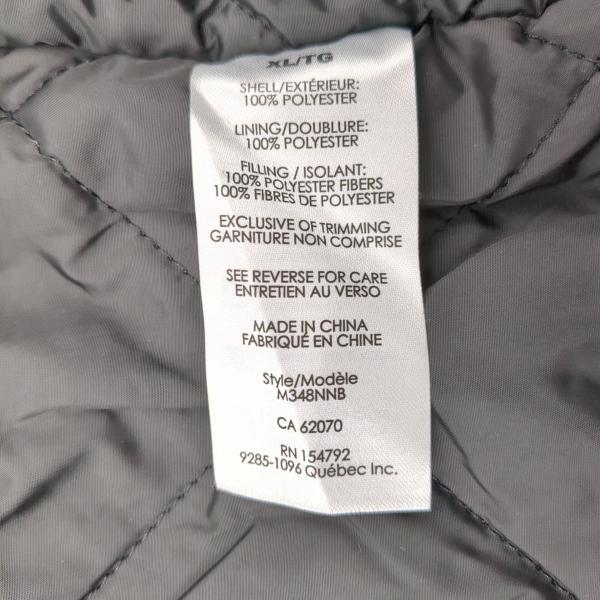 XL/TG
SHELL/EXTÉRIEUR:
100% POLYESTER
LINING/DOUBLURE:
100% POLYESTER
FILLING / ISOLANT:
100% POLYESTER FIBERS
100% FIBRES DE POLYESTER
EXCLUSIVE OF TRIMMING
GARNITURE NON COMPRISE
SEE REVERSE FOR CARE
ENTRETIEN AU VERSO
MADE IN CHINA
FABRIQUÉ EN CHINE
Style/Modèle
M348NNB
CA 62070
RN 154792
9285-1096 Québec Inc.